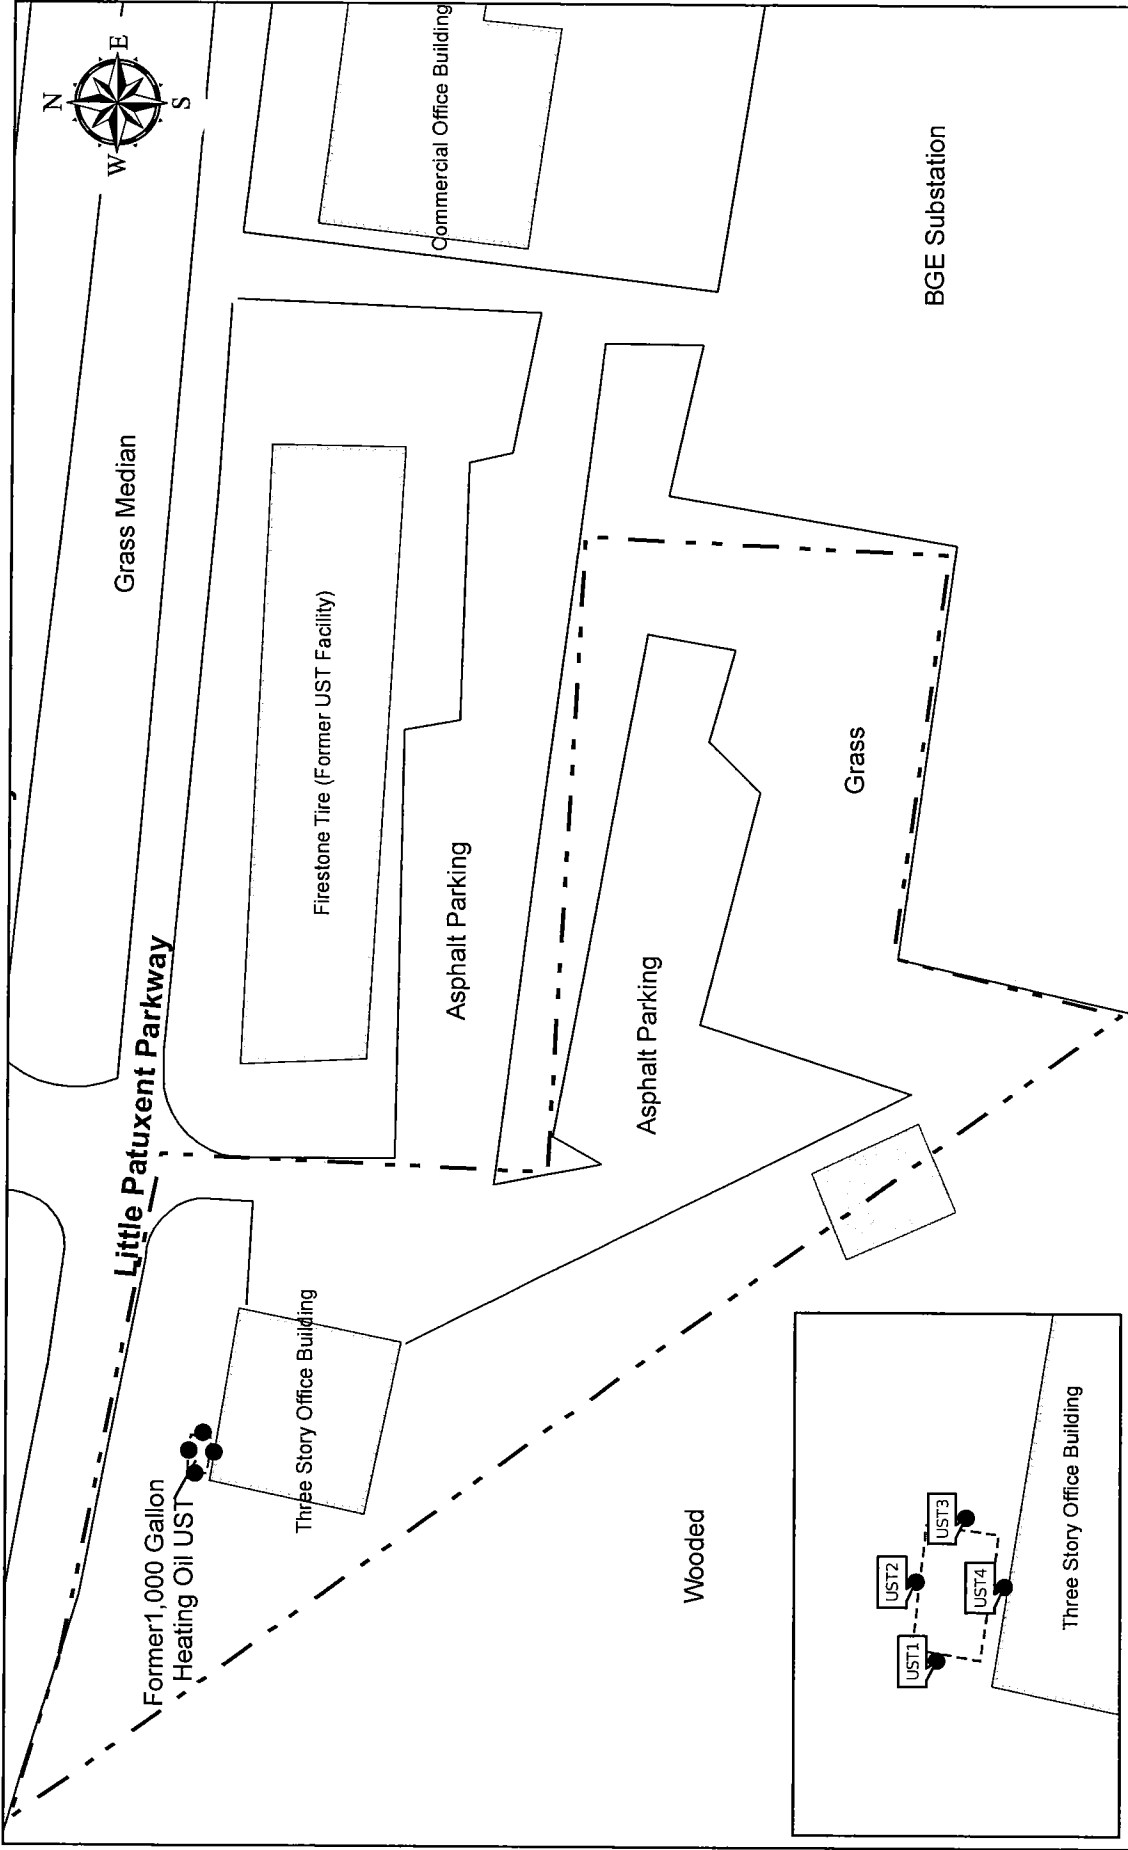 N
E
S
W
Grass Median
Little Patuxent Parkway
Commercial Office Building
Firestone Tire (Former UST Facility)
Asphalt Parking
BGE Substation
Asphalt Parking
Grass
Former1,000 Gallon
Heating Oil UST
Three Story Office Building
Wooded
UST1
UST2
UST3
UST4
Three Story Office Building